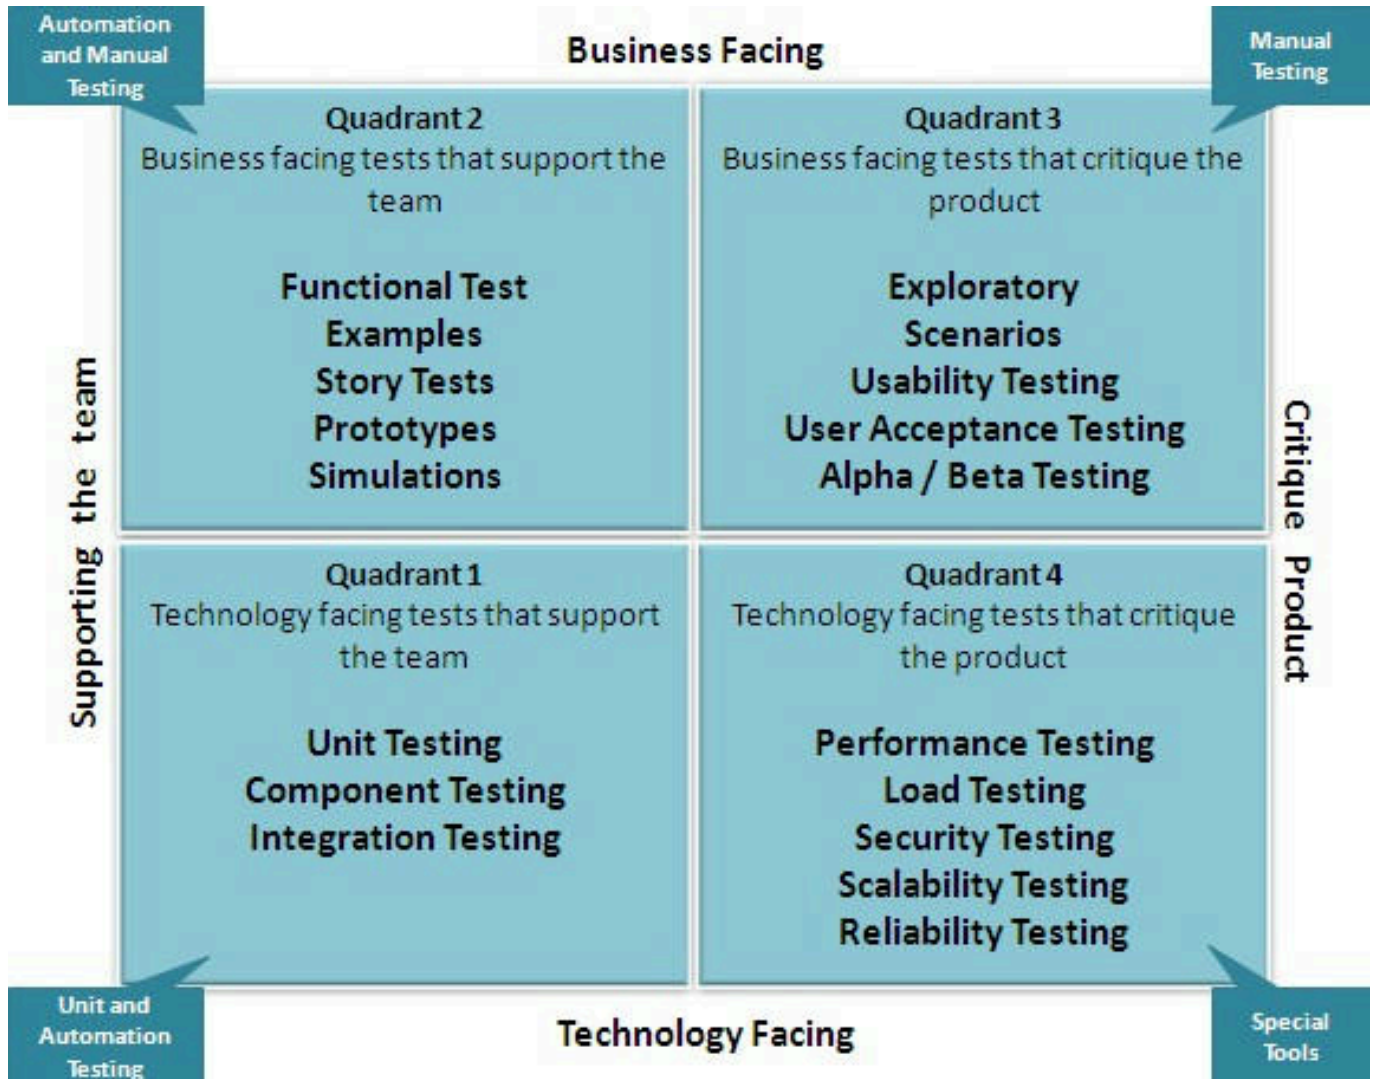 Automation
and Manual
Testing
Business Facing
Manual
Testing
Quadrant 2
Business facing tests that support the
team
Functional Test
Examples
Story Tests
Prototypes
Simulations
Quadrant 3
Business facing tests that critique the
product
Exploratory
Scenarios
Usability Testing
User Acceptance Testing
Alpha / Beta Testing
Supporting the team
Critique Product
Quadrant 1
Technology facing tests that support
the team
Unit Testing
Component Testing
Integration Testing
Quadrant 4
Technology facing tests that critique
the product
Performance Testing
Load Testing
Security Testing
Scalability Testing
Reliability Testing
Unit and
Automation
Testing
Technology Facing
Special
Tools